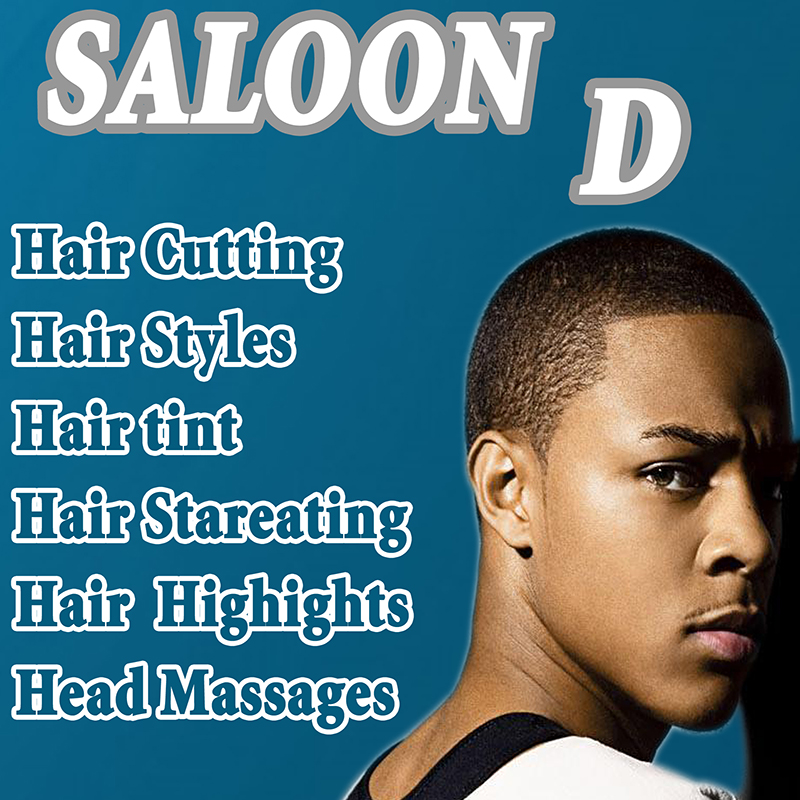 SALOON
D
Hair Cutting
Hair Styles
Hair tint
Hair Stareating
Hair Highights
Head Massages